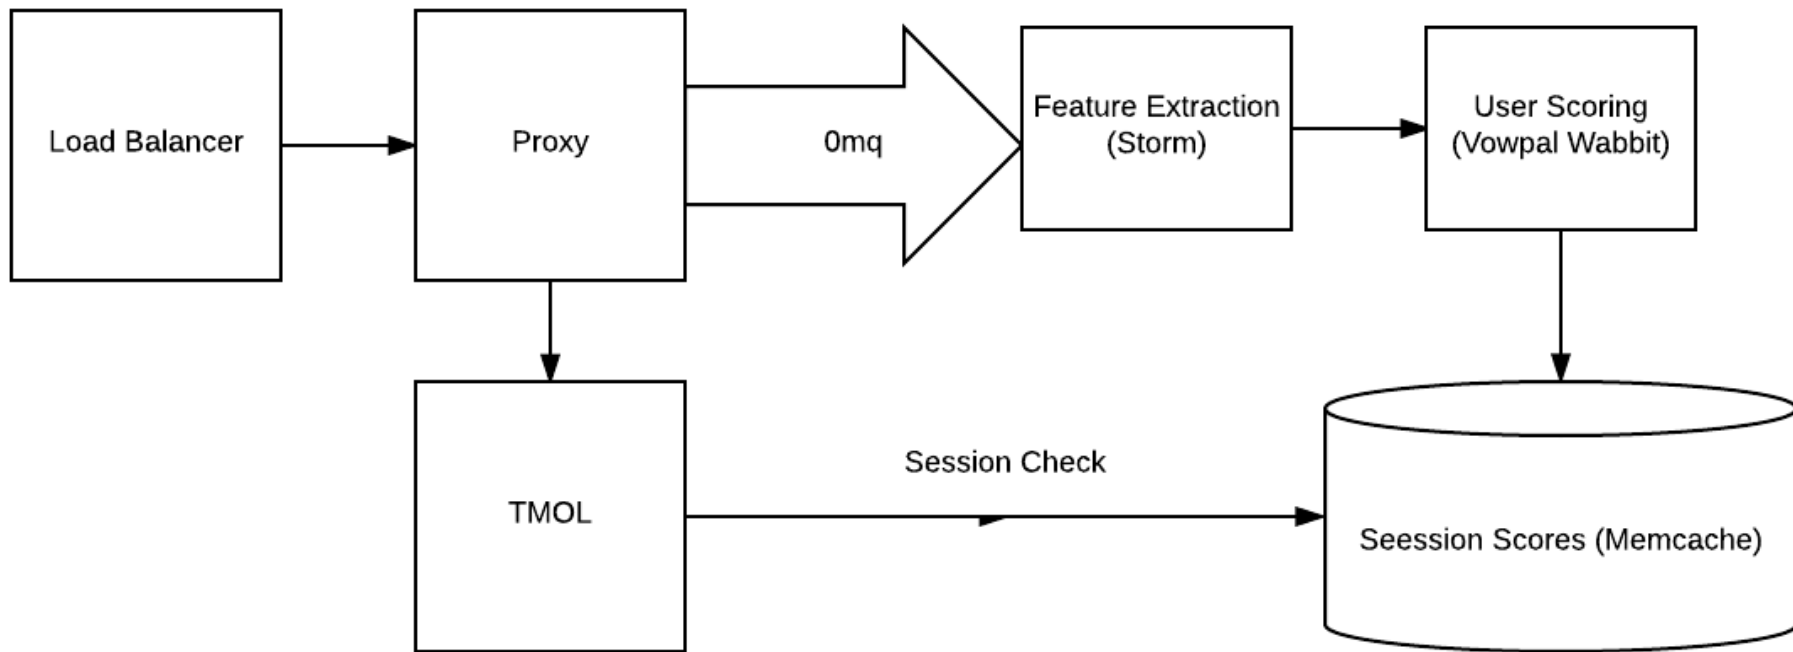 Load Balancer
Proxy
0mq
Feature Extraction
(Storm)
User Scoring
(Vowpal Wabbit)
Session Check
TMOL
Seession Scores (Memcache)